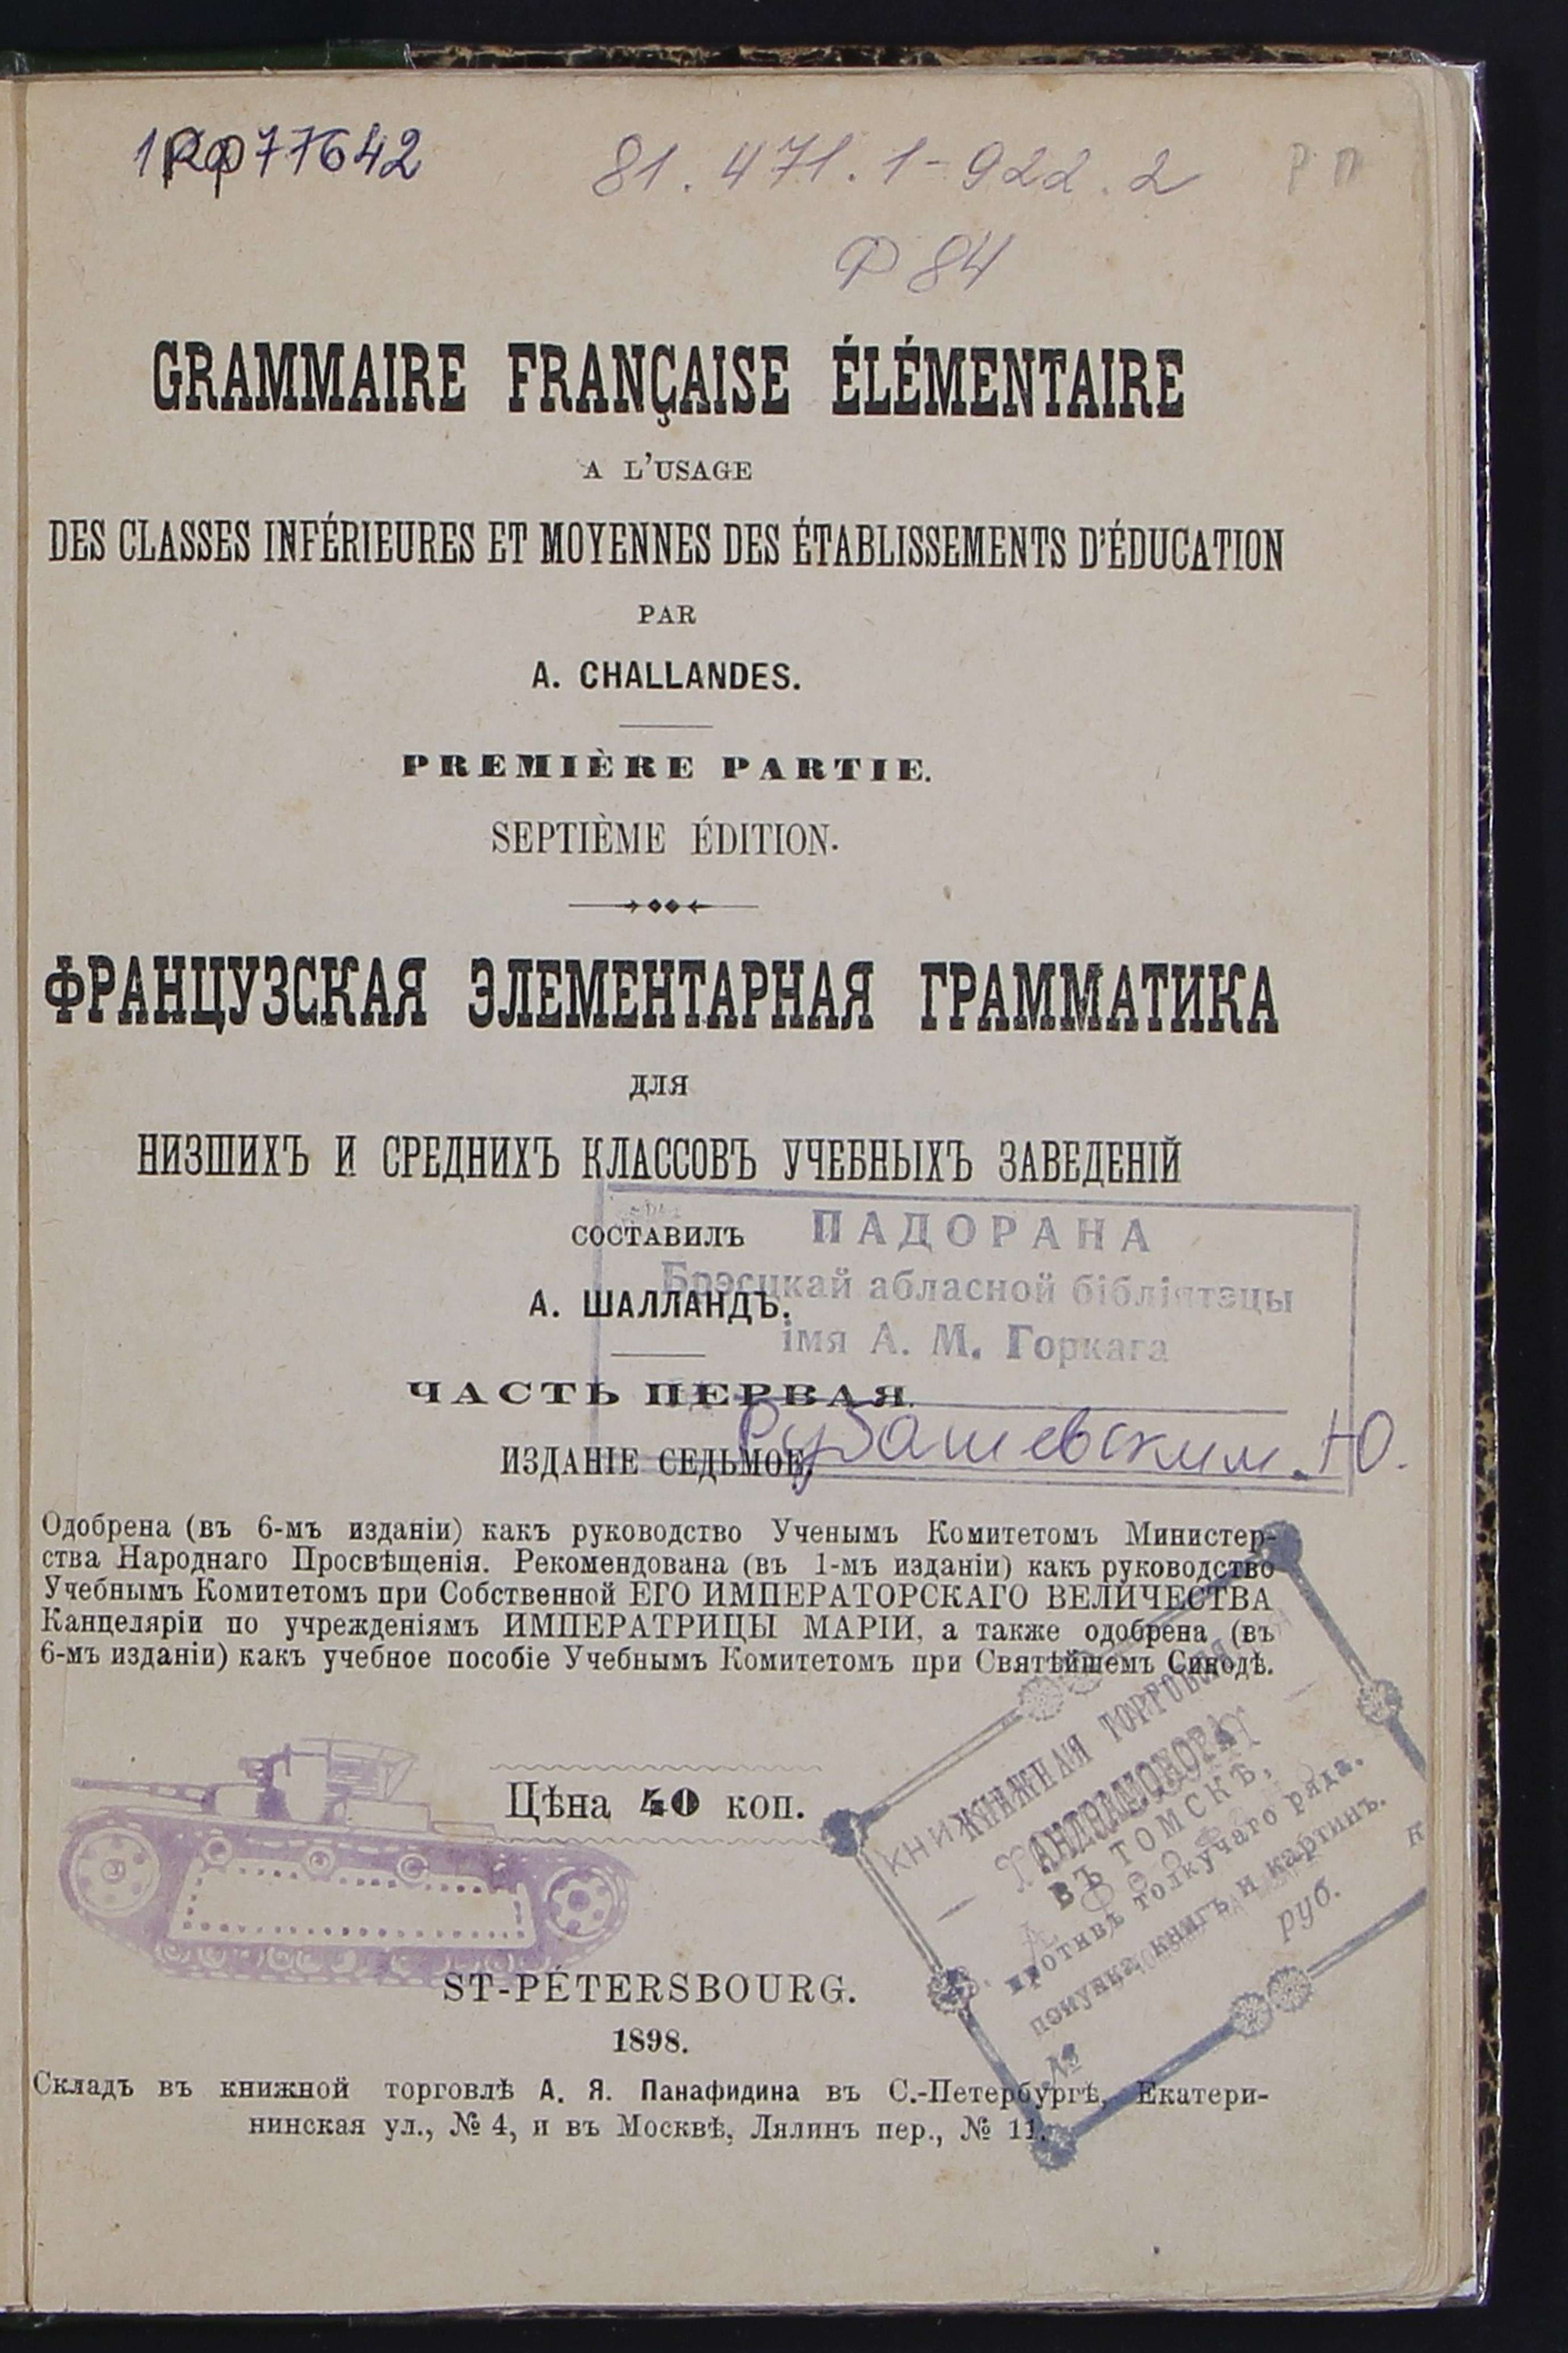 77642
81.471.1-922.2
Ф 84
GRAMMAIRE FRANÇAISE ÉLÉMENTAIRE
A L'USAGE
DES CLASSES INFÉRIEURES ET MOYENNES DES ÉTABLISSEMENTS D'ÉDUCATION
PAR
A. CHALLANDES.
PREMIÈRE PARTIE.
SEPTIÈME ÉDITION.
ФРАНЦУЗСКАЯ ЭЛЕМЕНТАРНАЯ ГРАММАТИКА
ДЛЯ
НИЗШИХЪ И СРЕДНИХЪ КЛАССОВЪ УЧЕБНЫХЪ ЗАВЕДЕНІЙ
СОСТАВИЛЪ
А. ШАЛЛАНДЪ.
ПАДОРАНА
Брэсцкай абласной бібліятэцы
імя А. М. Горкага
ЧАСТЬ ПЕРВАЯ.
ИЗДАНІЕ СЕДЬМОЕ.
Одобрена (въ 6-мъ изданіи) какъ руководство Ученымъ Комитетомъ Министер-
ства Народнаго Просвѣщенія. Рекомендована (въ 1-мъ изданіи) какъ руководство
Учебнымъ Комитетомъ при Собственной ЕГО ИМПЕРАТОРСКАГО ВЕЛИЧЕСТВА
Канцеляріи по учрежденіямъ ИМПЕРАТРИЦЫ МАРІИ, а также одобрена (въ
6-мъ изданіи) какъ учебное пособіе Учебнымъ Комитетомъ при Святѣйшемъ Синодѣ.
Цѣна 40 коп.
КНИЖНАЯ ТОРГОВЛЯ
ВЪ ТОМСКѢ,
противъ толкучаго ряда.
покупка книгъ и картинъ.
№ руб. к
ST-PÉTERSBOURG.
1898.
Складъ въ книжной торговлѣ А. Я. Панафидина въ С.-Петербургѣ, Екатери-
нинская ул., № 4, и въ Москвѣ, Лялинъ пер., № 11.